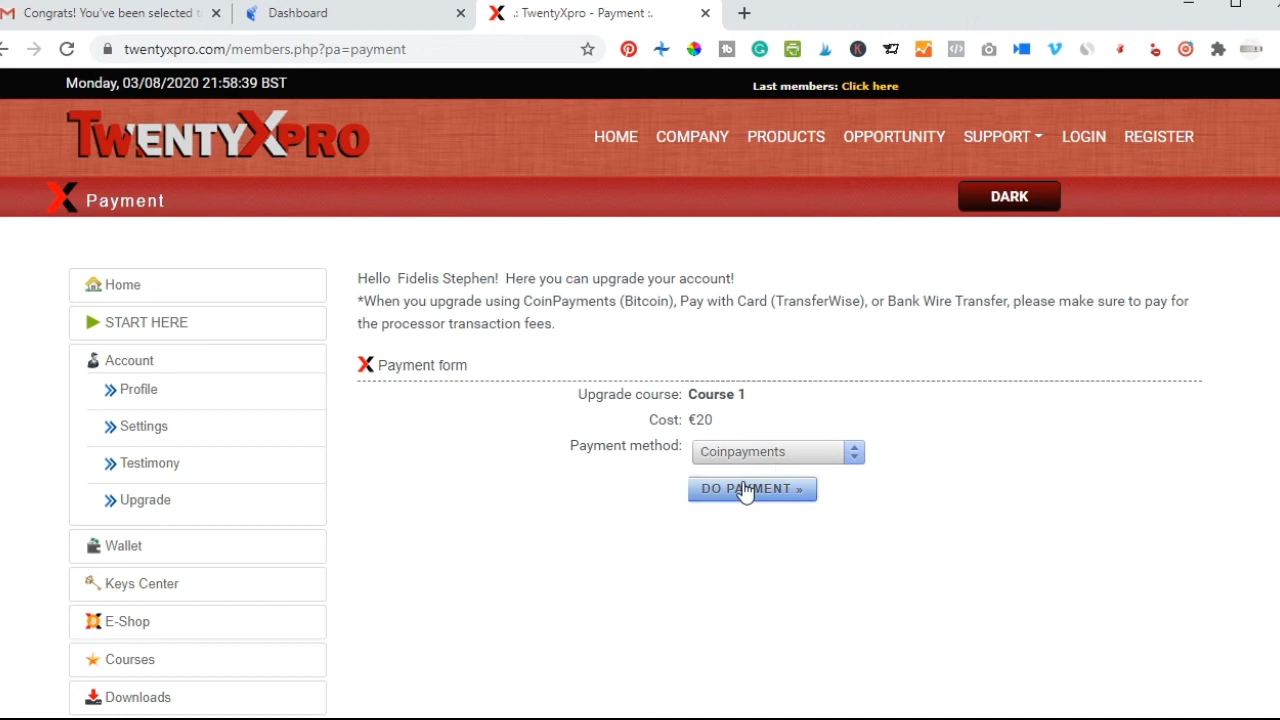 Congrats! You've been selected t
Dashboard
.: TwentyXpro - Payment :.
twentyxpro.com/members.php?pa=payment
Monday, 03/08/2020 21:58:39 BST
Last members: Click here
TWENTYXPRO
HOME COMPANY PRODUCTS OPPORTUNITY SUPPORT LOGIN REGISTER
X Payment
DARK
Home
START HERE
Account
Profile
Settings
Testimony
Upgrade
Wallet
Keys Center
E-Shop
Courses
Downloads
Hello Fidelis Stephen! Here you can upgrade your account!
*When you upgrade using CoinPayments (Bitcoin), Pay with Card (TransferWise), or Bank Wire Transfer, please make sure to pay for
the processor transaction fees.
X Payment form
Upgrade course: Course 1
Cost: €20
Payment method: Coinpayments
DO PAYMENT »